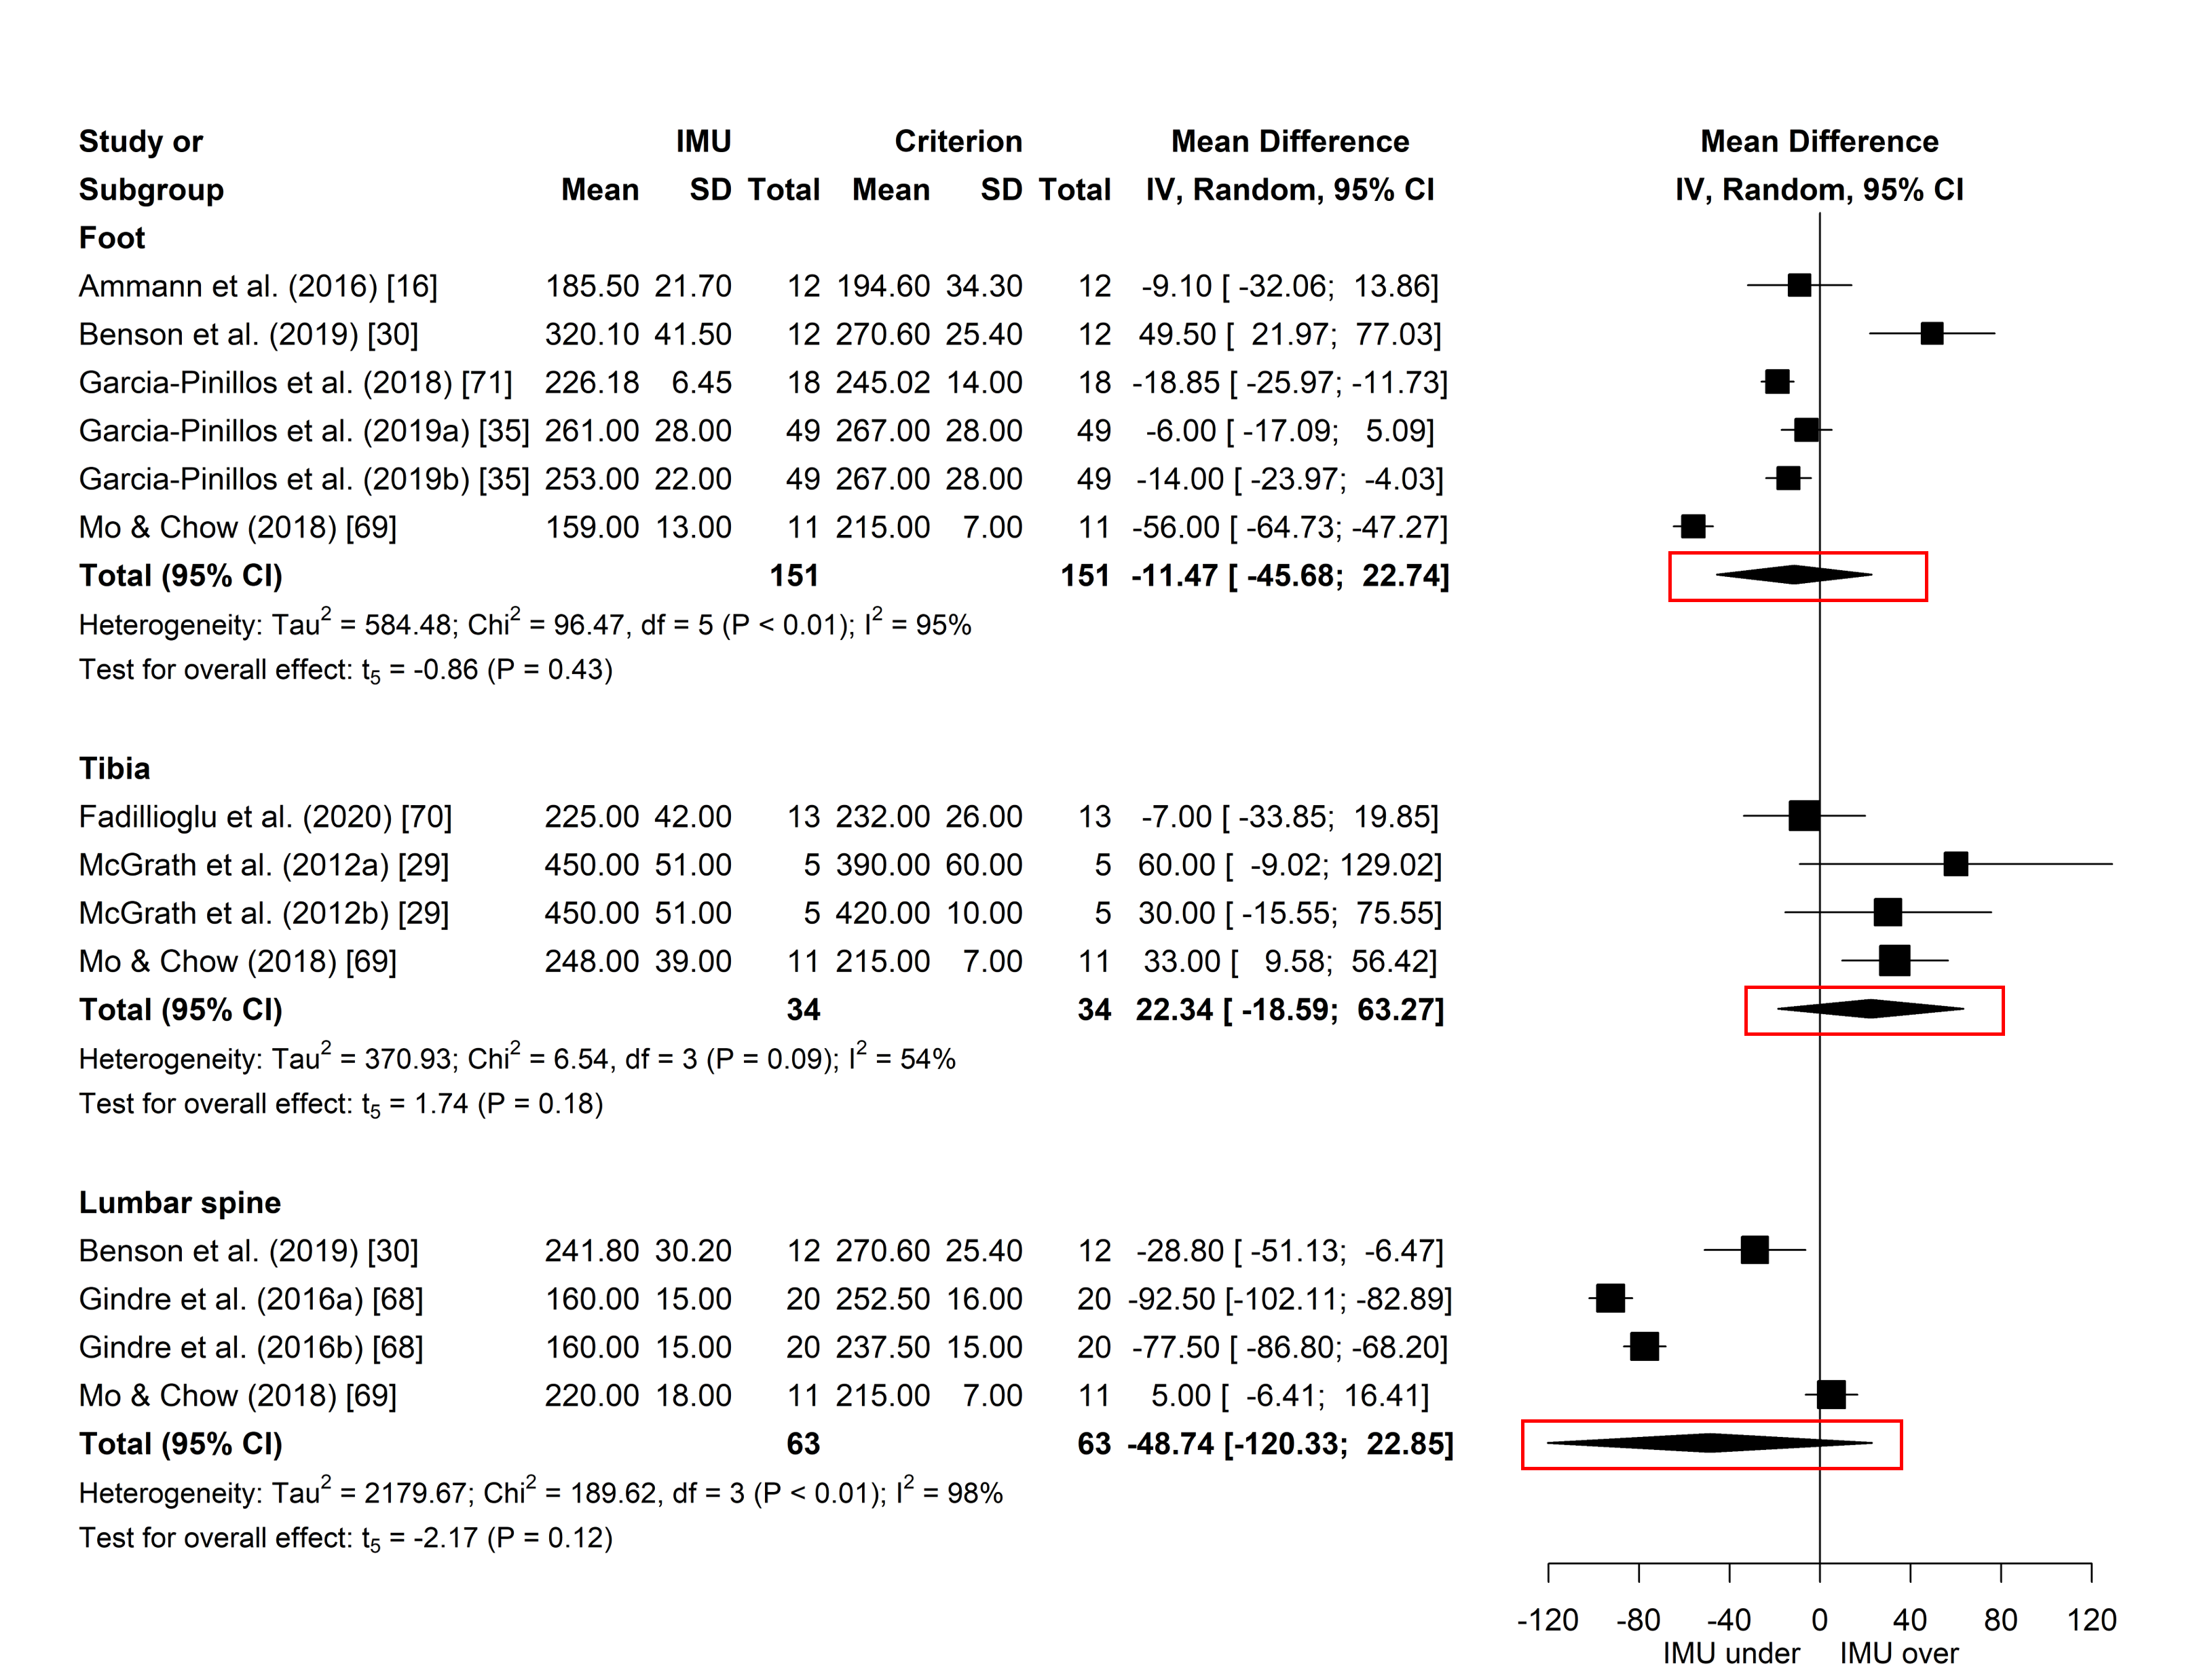 Study or IMU Criterion Mean Difference Mean Difference
Subgroup Mean SD Total Mean SD Total IV, Random, 95% CI IV, Random, 95% CI
Foot
Ammann et al. (2016) [16] 185.50 21.70 12 194.60 34.30 12 -9.10 [ -32.06; 13.86]
Benson et al. (2019) [30] 320.10 41.50 12 270.60 25.40 12 49.50 [ 21.97; 77.03]
Garcia-Pinillos et al. (2018) [71] 226.18 6.45 18 245.02 14.00 18 -18.85 [ -25.97; -11.73]
Garcia-Pinillos et al. (2019a) [35] 261.00 28.00 49 267.00 28.00 49 -6.00 [ -17.09; 5.09]
Garcia-Pinillos et al. (2019b) [35] 253.00 22.00 49 267.00 28.00 49 -14.00 [ -23.97; -4.03]
Mo & Chow (2018) [69] 159.00 13.00 11 215.00 7.00 11 -56.00 [ -64.73; -47.27]
Total (95% CI) 151 151 -11.47 [ -45.68; 22.74]
Heterogeneity: Tau² = 584.48; Chi² = 96.47, df = 5 (P < 0.01); I² = 95%
Test for overall effect: t₅ = -0.86 (P = 0.43)
Tibia
Fadillioglu et al. (2020) [70] 225.00 42.00 13 232.00 26.00 13 -7.00 [ -33.85; 19.85]
McGrath et al. (2012a) [29] 450.00 51.00 5 390.00 60.00 5 60.00 [ -9.02; 129.02]
McGrath et al. (2012b) [29] 450.00 51.00 5 420.00 10.00 5 30.00 [ -15.55; 75.55]
Mo & Chow (2018) [69] 248.00 39.00 11 215.00 7.00 11 33.00 [ 9.58; 56.42]
Total (95% CI) 34 34 22.34 [ -18.59; 63.27]
Heterogeneity: Tau² = 370.93; Chi² = 6.54, df = 3 (P = 0.09); I² = 54%
Test for overall effect: t₅ = 1.74 (P = 0.18)
Lumbar spine
Benson et al. (2019) [30] 241.80 30.20 12 270.60 25.40 12 -28.80 [ -51.13; -6.47]
Gindre et al. (2016a) [68] 160.00 15.00 20 252.50 16.00 20 -92.50 [-102.11; -82.89]
Gindre et al. (2016b) [68] 160.00 15.00 20 237.50 15.00 20 -77.50 [ -86.80; -68.20]
Mo & Chow (2018) [69] 220.00 18.00 11 215.00 7.00 11 5.00 [ -6.41; 16.41]
Total (95% CI) 63 63 -48.74 [-120.33; 22.85]
Heterogeneity: Tau² = 2179.67; Chi² = 189.62, df = 3 (P < 0.01); I² = 98%
Test for overall effect: t₅ = -2.17 (P = 0.12)
-120 -80 -40 0 40 80 120
IMU under IMU over